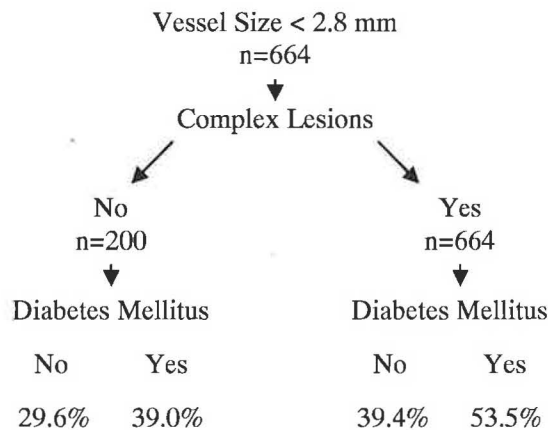 Vessel Size < 2.8 mm
n=664
Complex Lesions
No Yes
n=200 n=664
Diabetes Mellitus Diabetes Mellitus
No Yes No Yes
29.6% 39.0% 39.4% 53.5%